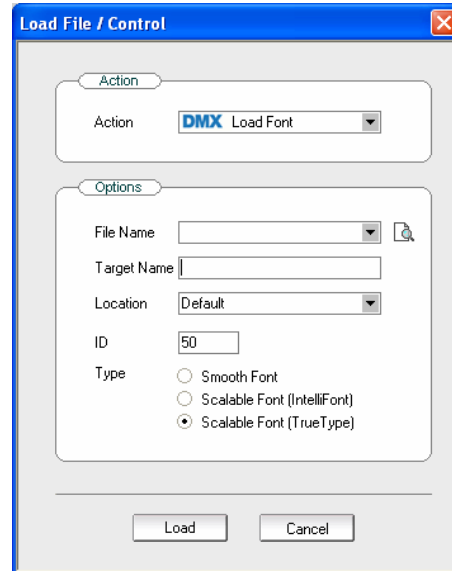 Load File / Control
Action
Action DMX Load Font
Options
File Name
Target Name
Location Default
ID 50
Type Smooth Font
Scalable Font (IntelliFont)
Scalable Font (TrueType)
Load Cancel